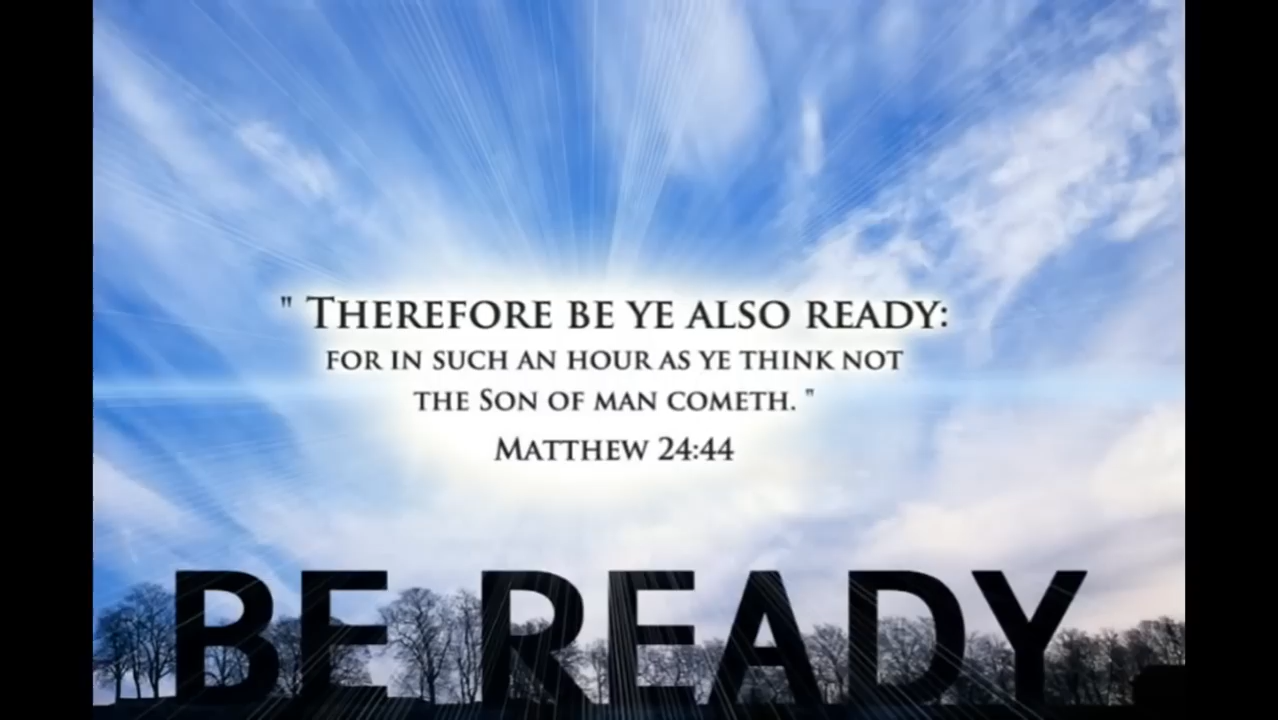 " THEREFORE BE YE ALSO READY:
FOR IN SUCH AN HOUR AS YE THINK NOT
THE SON OF MAN COMETH. "
MATTHEW 24:44
BE READY